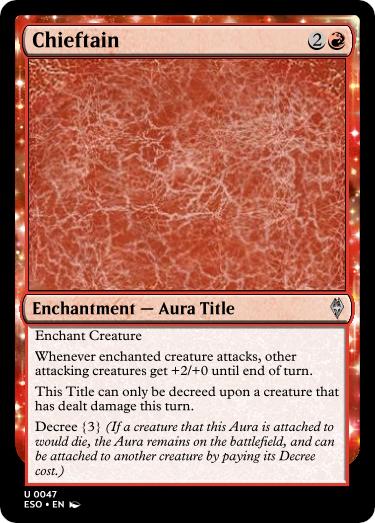 Chieftain
2
Enchantment — Aura Title
Enchant Creature
Whenever enchanted creature attacks, other
attacking creatures get +2/+0 until end of turn.
This Title can only be decreed upon a creature that
has dealt damage this turn.
Decree {3} (If a creature that this Aura is attached to
would die, the Aura remains on the battlefield, and can
be attached to another creature by paying its Decree
cost.)
U 0047
ESO • EN